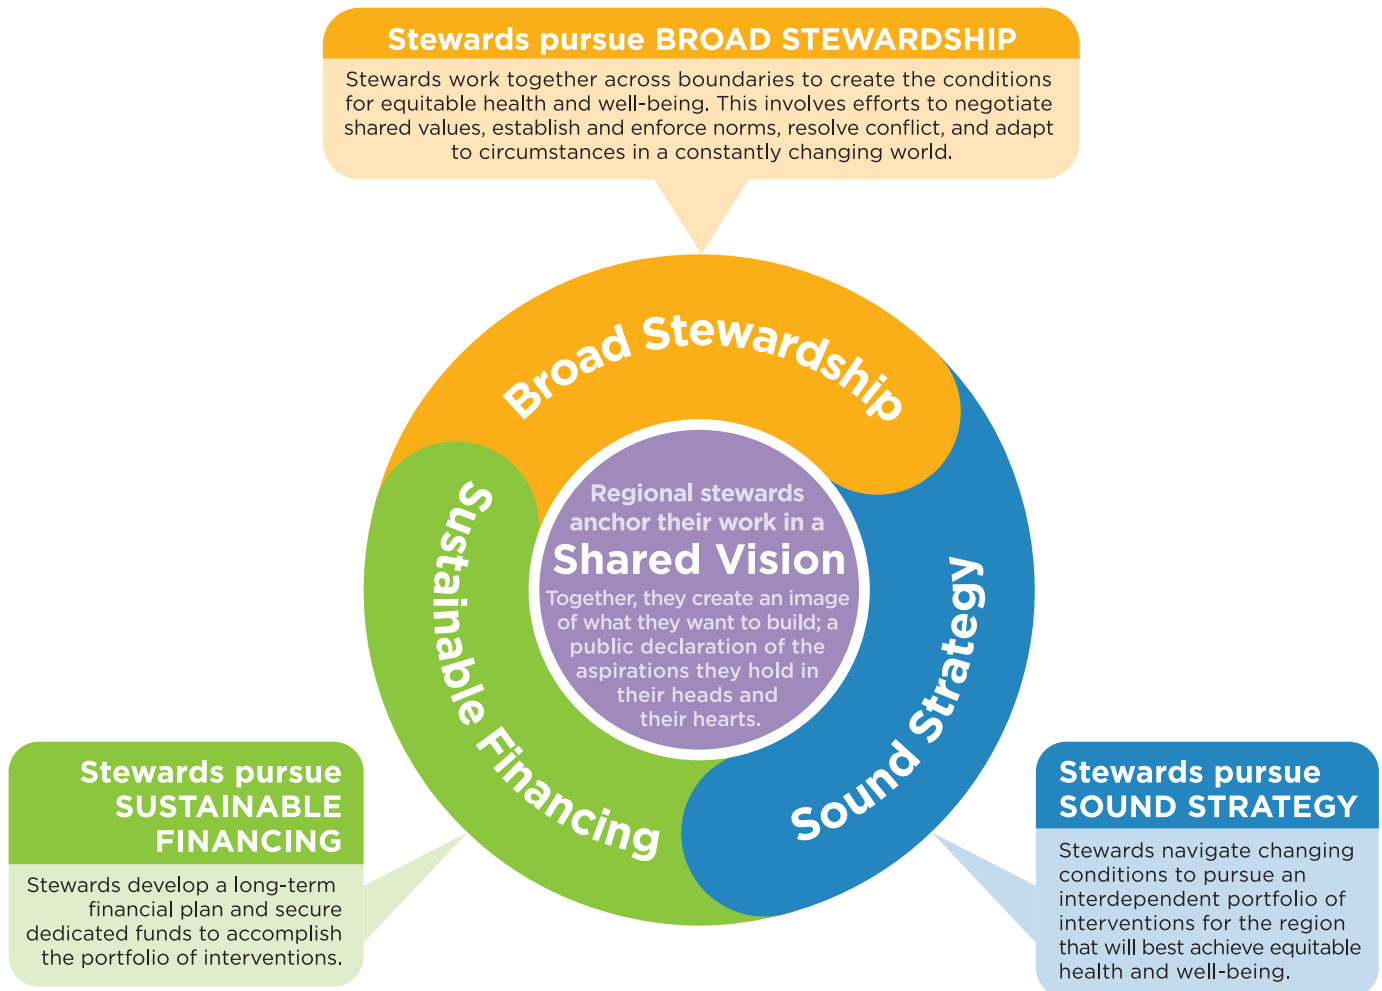 Stewards pursue BROAD STEWARDSHIP
Stewards work together across boundaries to create the conditions
for equitable health and well-being. This involves efforts to negotiate
shared values, establish and enforce norms, resolve conflict, and adapt
to circumstances in a constantly changing world.
Broad Stewardship
Sustainable Financing
Sound Strategy
Regional stewards
anchor their work in a
Shared Vision
Together, they create an image
of what they want to build; a
public declaration of the
aspirations they hold in
their heads and
their hearts.
Stewards pursue
SUSTAINABLE
FINANCING
Stewards develop a long-term
financial plan and secure
dedicated funds to accomplish
the portfolio of interventions.
Stewards pursue
SOUND STRATEGY
Stewards navigate changing
conditions to pursue an
interdependent portfolio of
interventions for the region
that will best achieve equitable
health and well-being.